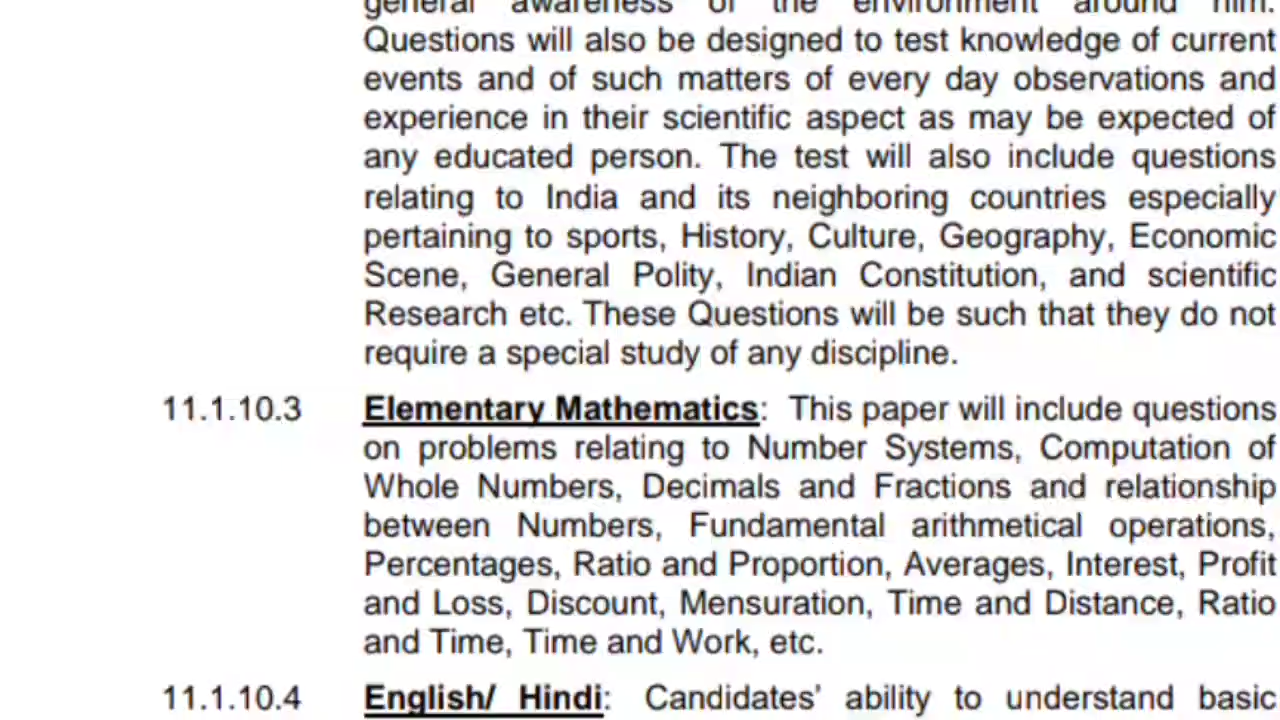 general awareness of the environment around him.
Questions will also be designed to test knowledge of current
events and of such matters of every day observations and
experience in their scientific aspect as may be expected of
any educated person. The test will also include questions
relating to India and its neighboring countries especially
pertaining to sports, History, Culture, Geography, Economic
Scene, General Polity, Indian Constitution, and scientific
Research etc. These Questions will be such that they do not
require a special study of any discipline.
11.1.10.3 Elementary Mathematics: This paper will include questions
on problems relating to Number Systems, Computation of
Whole Numbers, Decimals and Fractions and relationship
between Numbers, Fundamental arithmetical operations,
Percentages, Ratio and Proportion, Averages, Interest, Profit
and Loss, Discount, Mensuration, Time and Distance, Ratio
and Time, Time and Work, etc.
11.1.10.4 English/ Hindi: Candidates' ability to understand basic